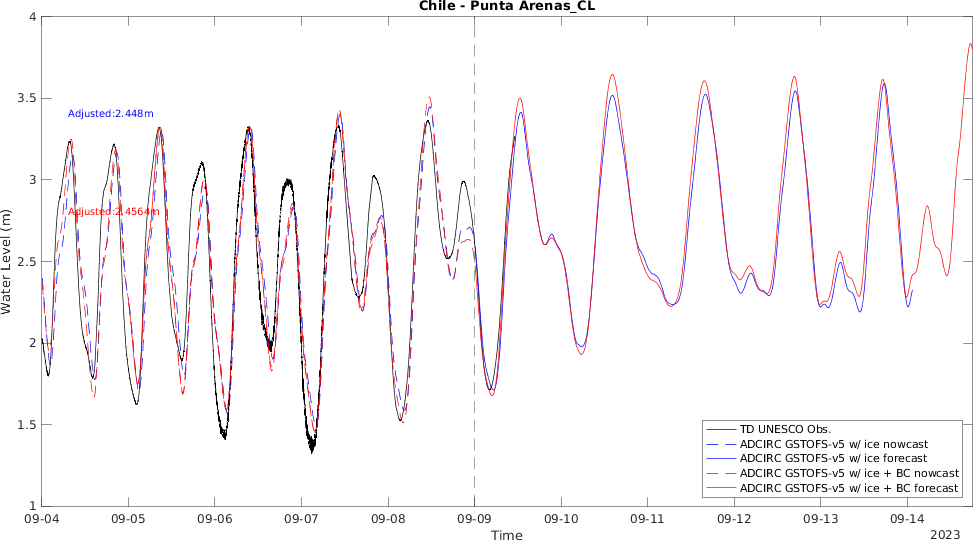 Chile - Punta Arenas_CL
4
3.5
3
2.5
2
1.5
1
Water Level (m)
Adjusted:2.448m
Adjusted:2.4564m
TD UNESCO Obs.
ADCIRC GSTOFS-v5 w/ ice nowcast
ADCIRC GSTOFS-v5 w/ ice forecast
ADCIRC GSTOFS-v5 w/ ice + BC nowcast
ADCIRC GSTOFS-v5 w/ ice + BC forecast
09-04 09-05 09-06 09-07 09-08 09-09 09-10 09-11 09-12 09-13 09-14
Time
2023